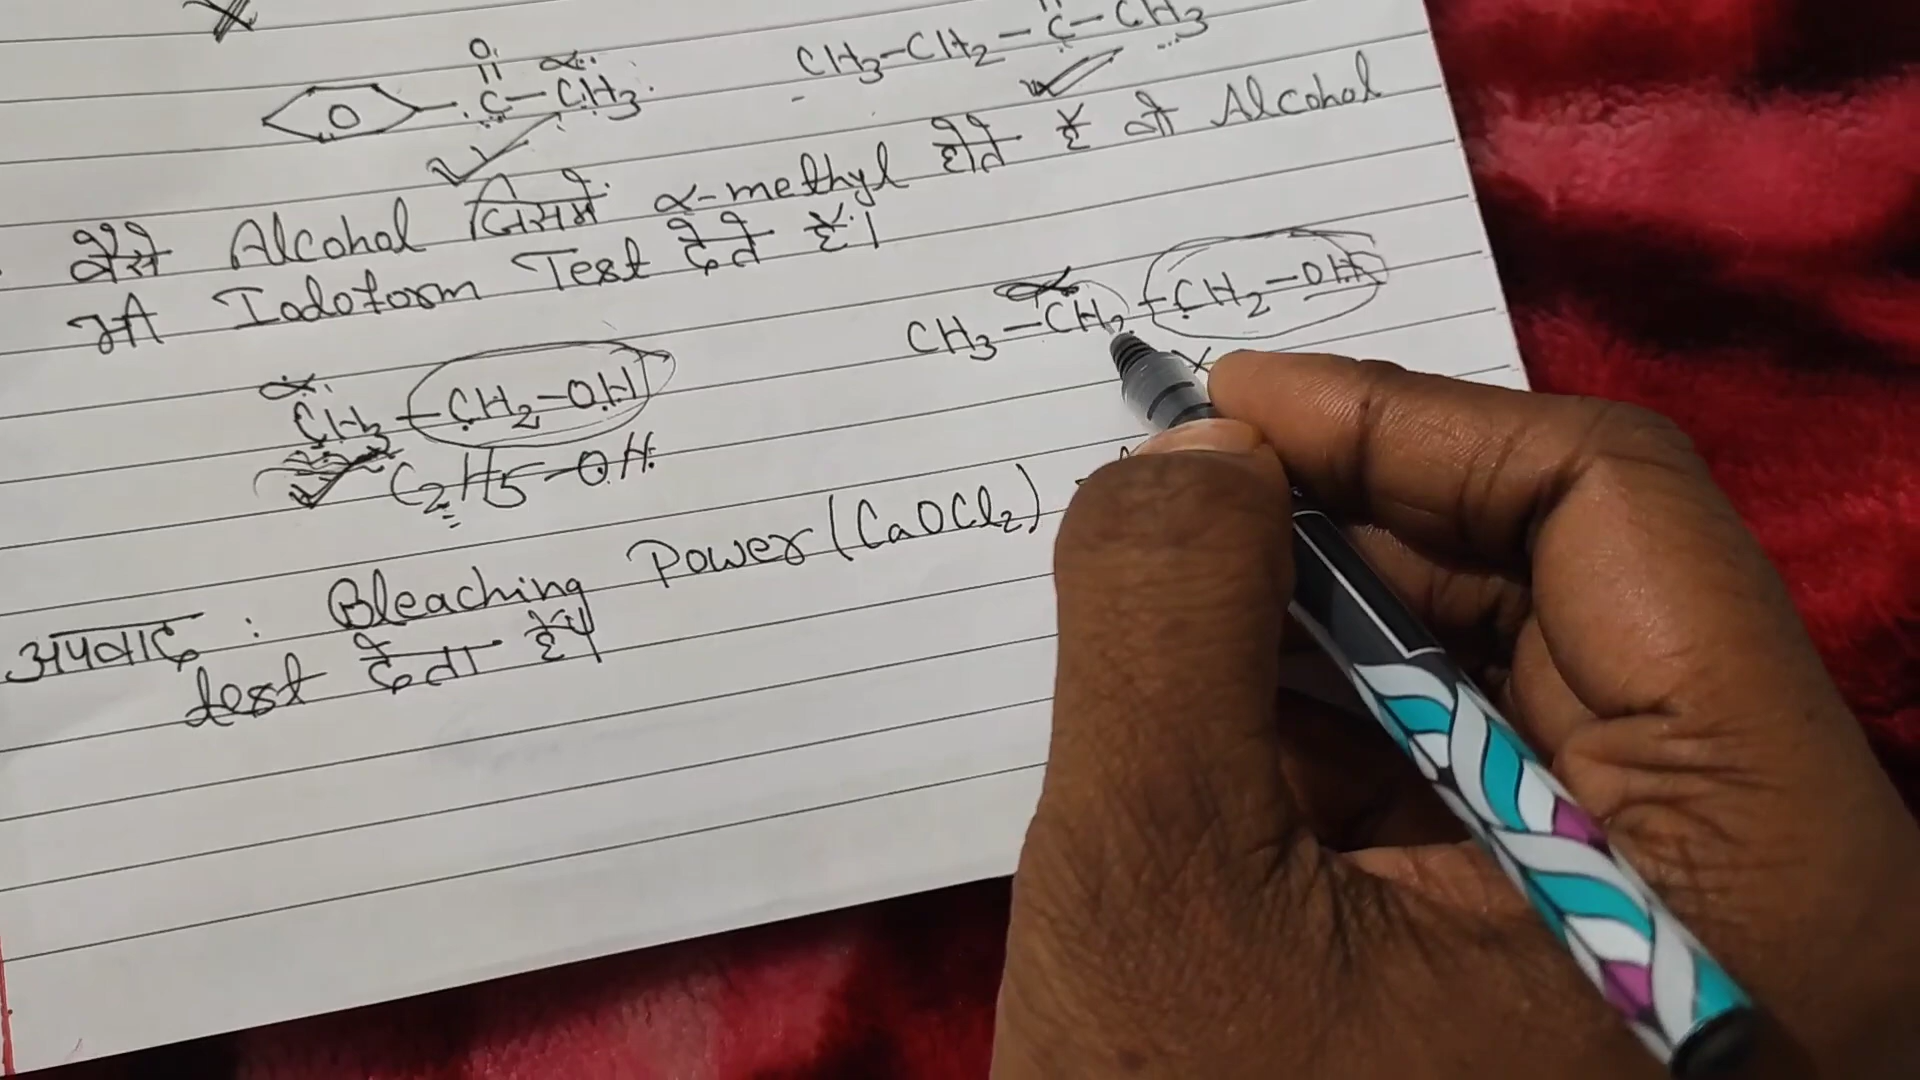 O
||
α
CH3-CH2-C-CH3
C-CH3
वैसे Alcohol जिसमें α-methyl होते हैं वो Alcohol
भी Iodoform Test देते हैं।
α
CH3-CH2-CH2-OH
α
CH3-CH2-OH
C2H5-OH
अपवाद : Bleaching Power (CaOCl2)
test देता है।